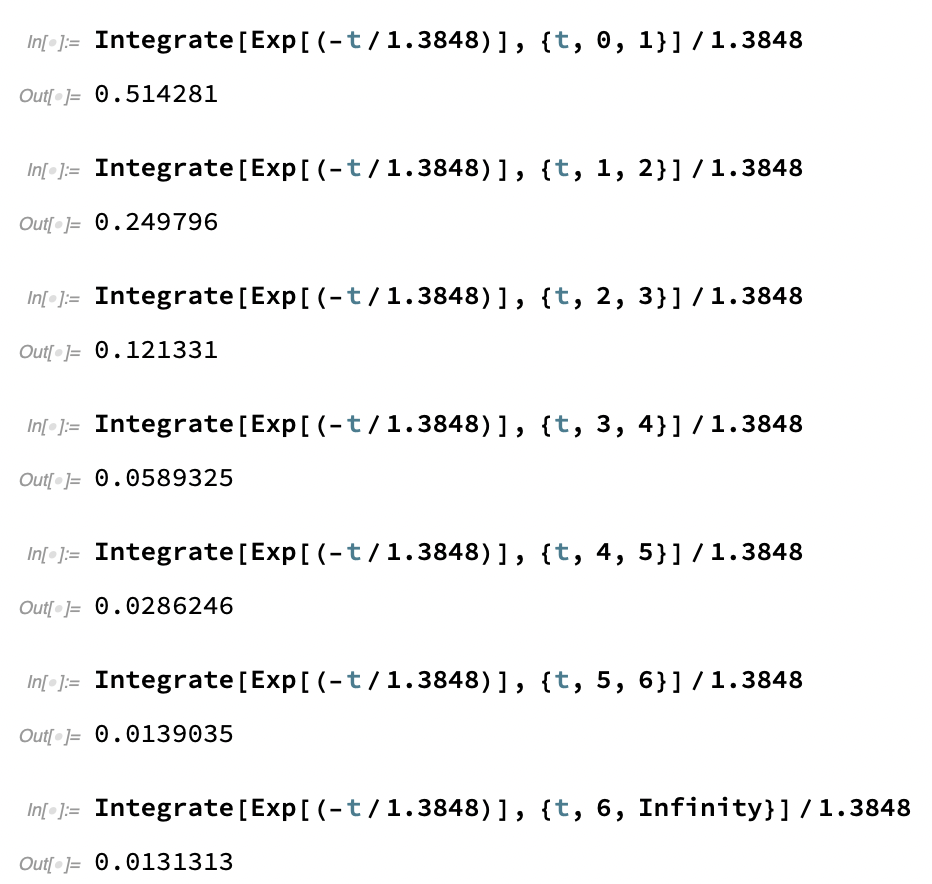 In[•]:= Integrate[Exp[(-t/1.3848)], {t, 0, 1}]/1.3848
Out[•]= 0.514281
In[•]:= Integrate[Exp[(-t/1.3848)], {t, 1, 2}]/1.3848
Out[•]= 0.249796
In[•]:= Integrate[Exp[(-t/1.3848)], {t, 2, 3}]/1.3848
Out[•]= 0.121331
In[•]:= Integrate[Exp[(-t/1.3848)], {t, 3, 4}]/1.3848
Out[•]= 0.0589325
In[•]:= Integrate[Exp[(-t/1.3848)], {t, 4, 5}]/1.3848
Out[•]= 0.0286246
In[•]:= Integrate[Exp[(-t/1.3848)], {t, 5, 6}]/1.3848
Out[•]= 0.0139035
In[•]:= Integrate[Exp[(-t/1.3848)], {t, 6, Infinity}]/1.3848
Out[•]= 0.0131313